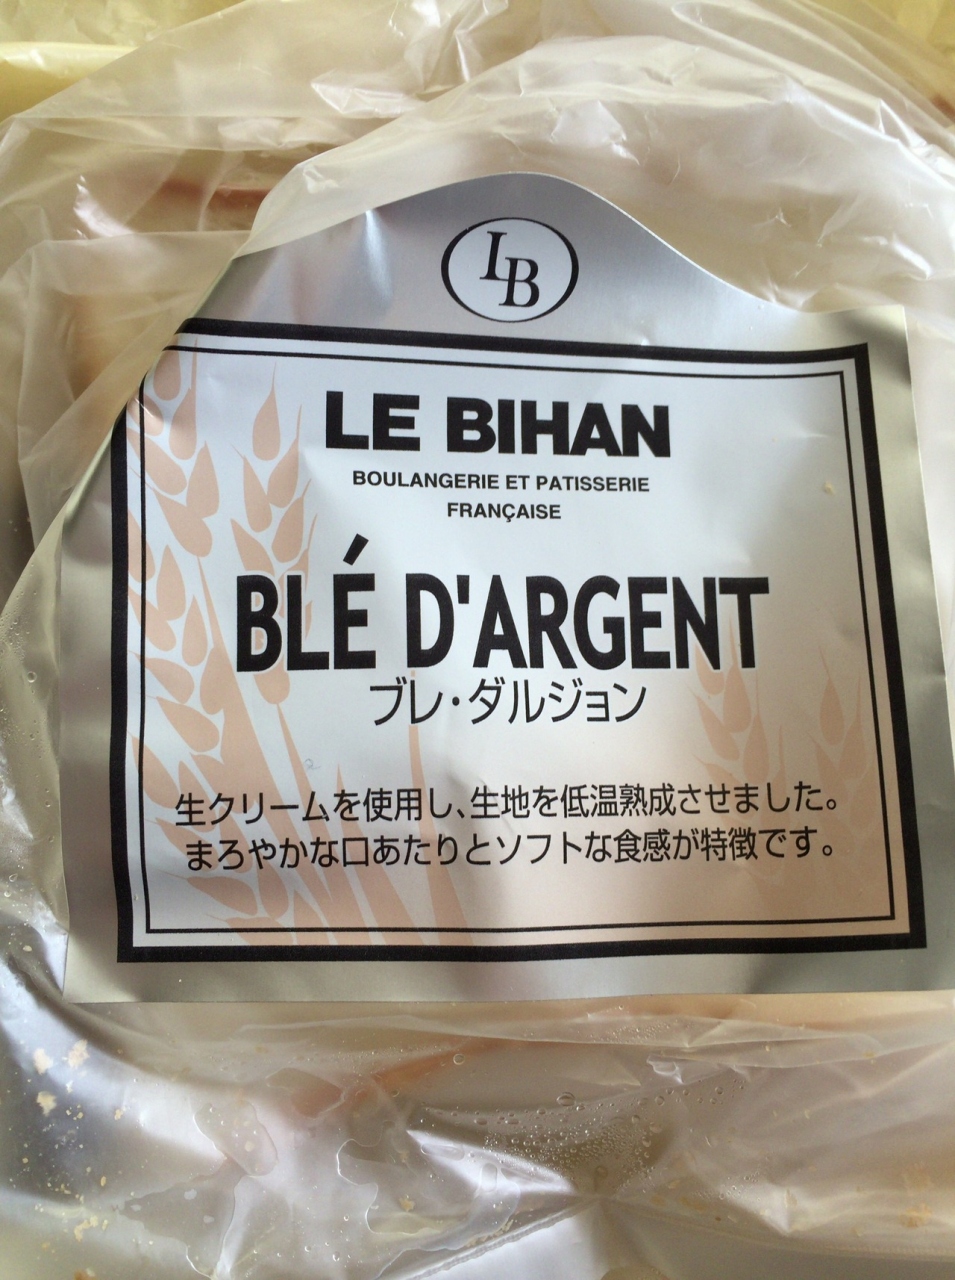 LB
LE BIHAN
BOULANGERIE ET PATISSERIE
FRANÇAISE
BLÉ D'ARGENT
ブレ・ダルジョン
生クリームを使用し、生地を低温熟成させました。
まろやかな口あたりとソフトな食感が特徴です。